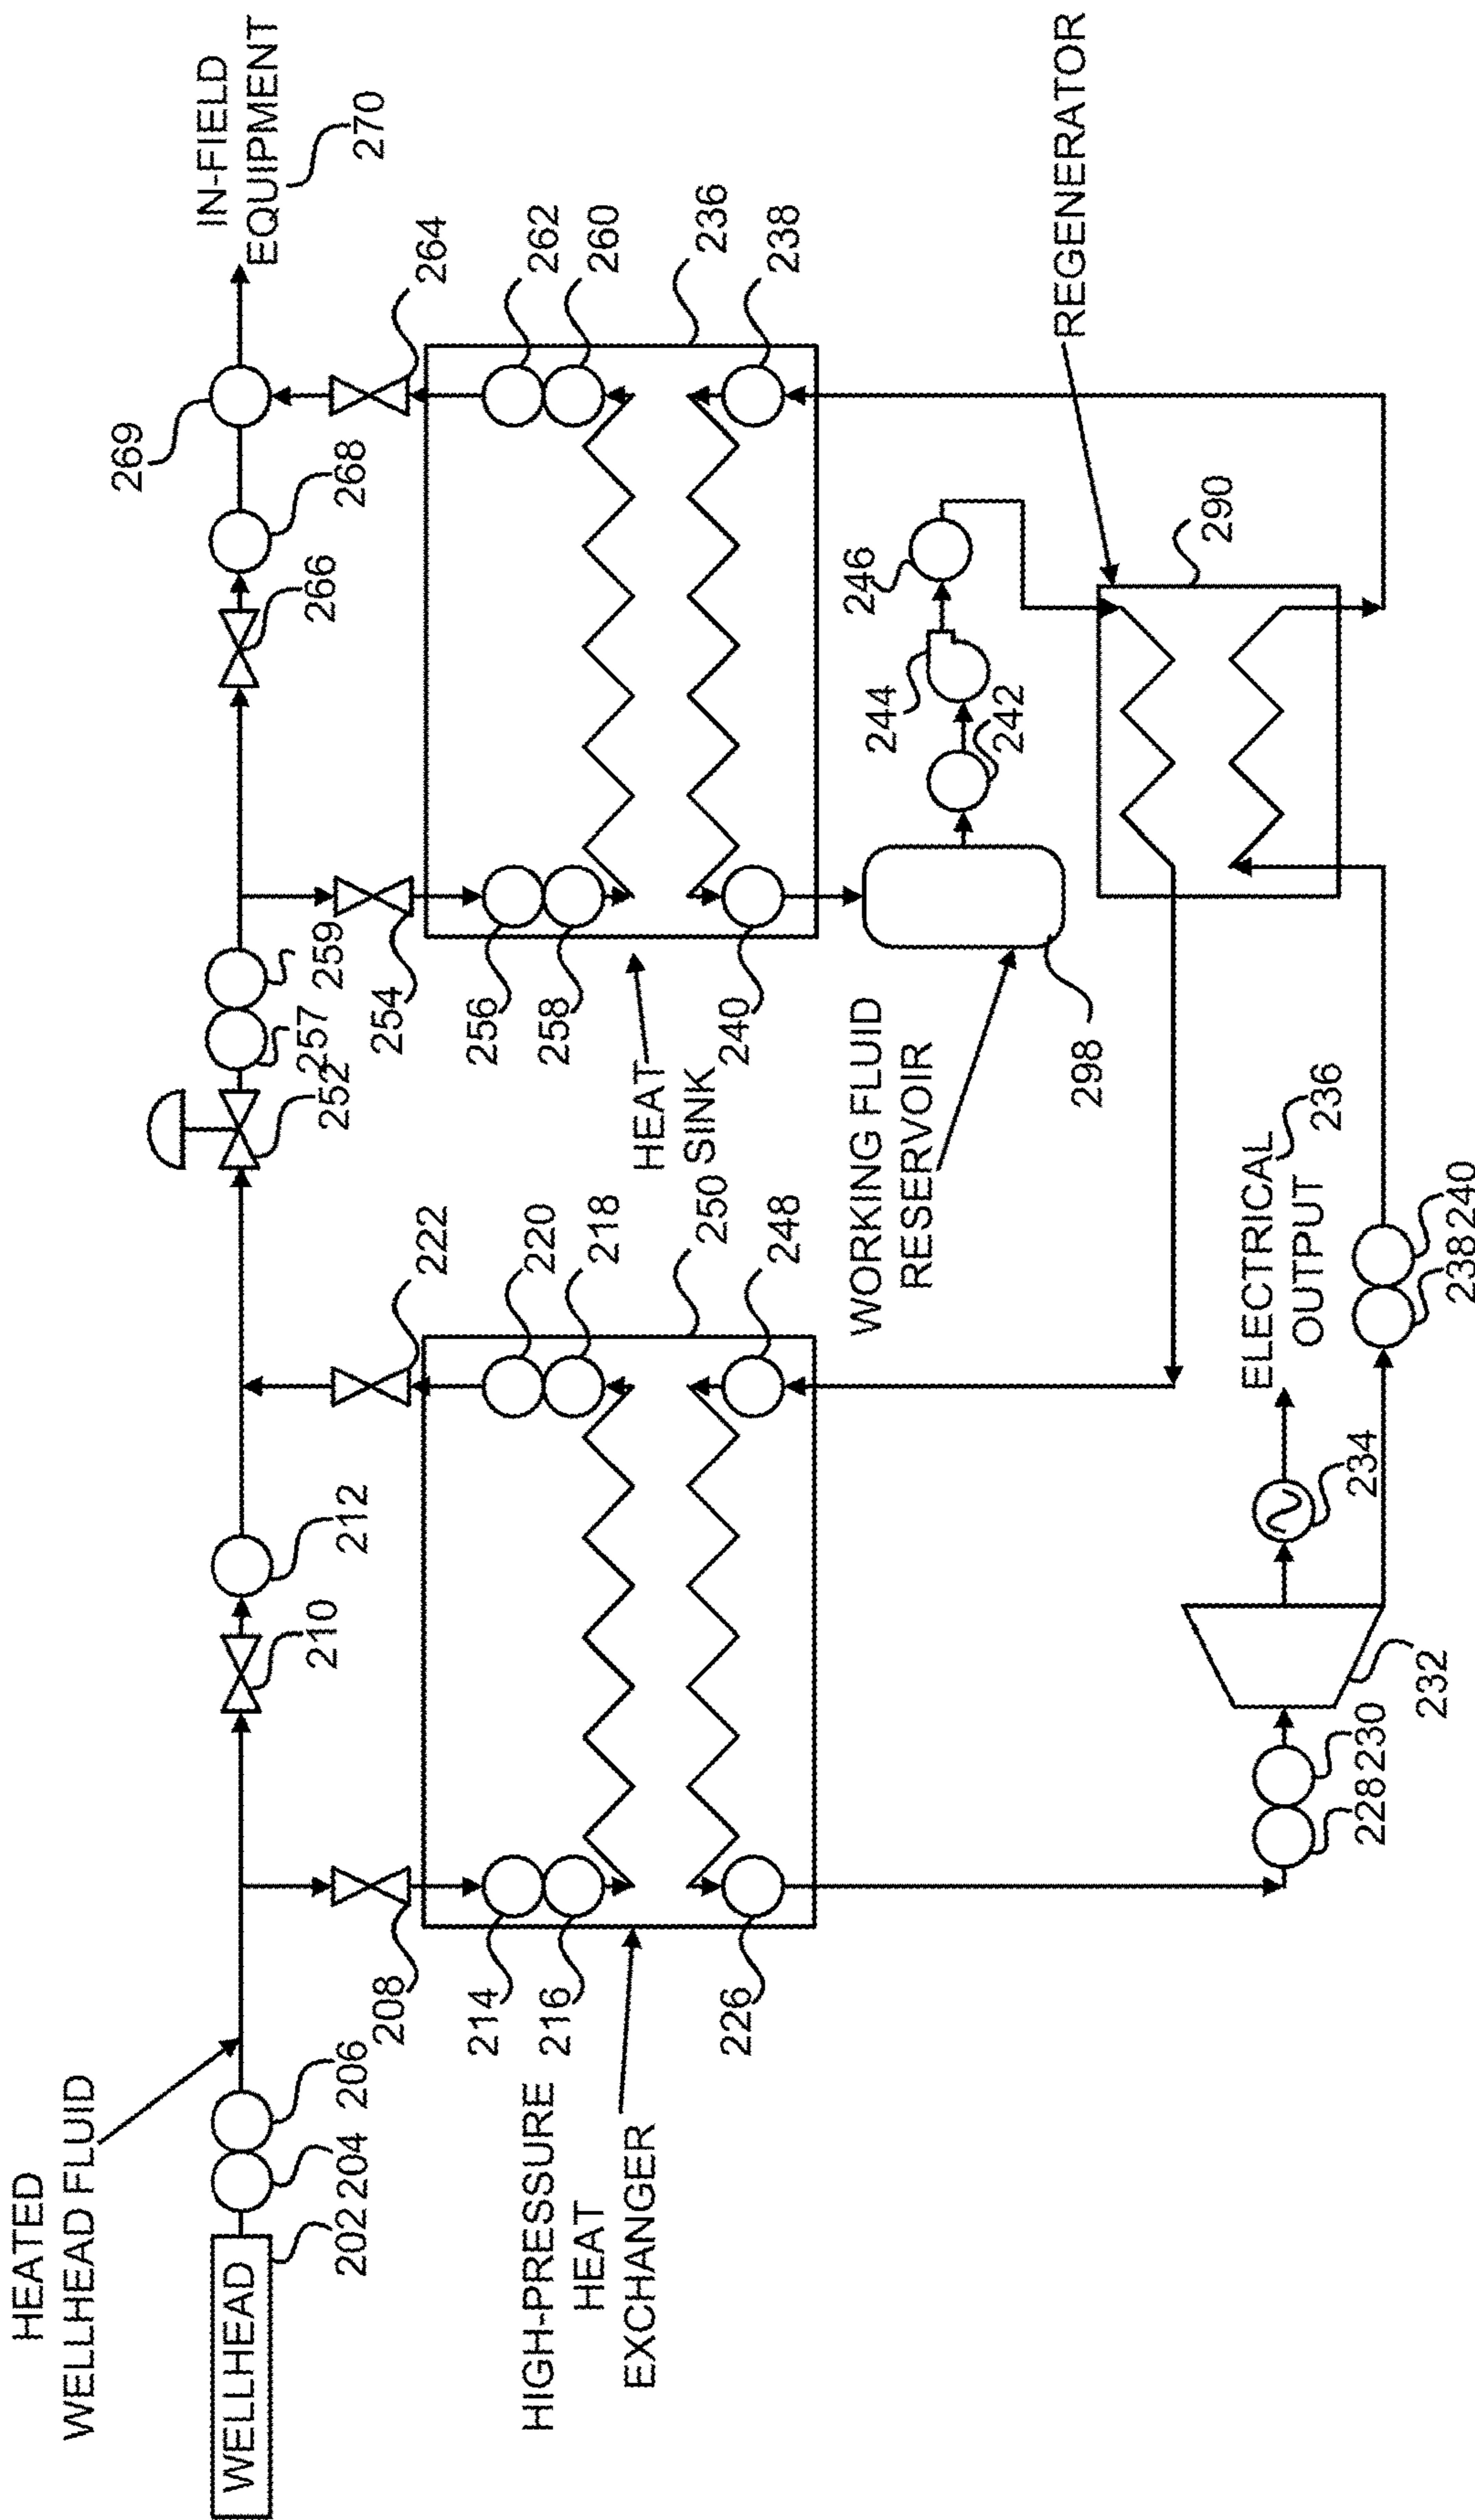 HEATED
WELLHEAD FLUID
WELLHEAD
202
204
206
208
210
212
HIGH-PRESSURE
HEAT
EXCHANGER
214
216
226
222
220
218
250
248
252
257
259
254
256
258
240
HEAT
SINK
266
268
269
IN-FIELD
EQUIPMENT
270
264
262
260
236
238
WORKING FLUID
RESERVOIR
298
242
244
246
REGENERATOR
290
228
230
232
234
ELECTRICAL
OUTPUT
236
238
240